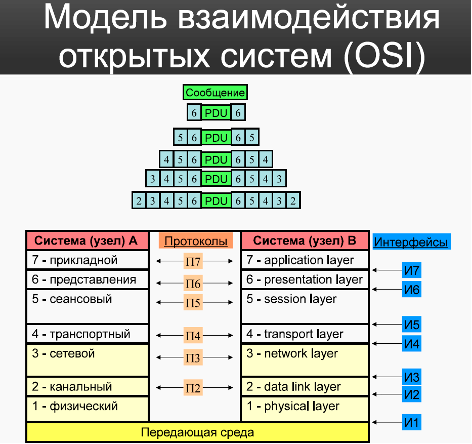 Модель взаимодействия
открытых систем (OSI)
Сообщение
6 PDU 6
5 6 PDU 6 5
4 5 6 PDU 6 5 4
3 4 5 6 PDU 6 5 4 3
2 3 4 5 6 PDU 6 5 4 3 2
Система (узел) А Протоколы Система (узел) В Интерфейсы
7 - прикладной П7 7 - application layer
И7
6 - представления П6 6 - presentation layer
И6
5 - сеансовый П5 5 - session layer
И5
4 - транспортный П4 4 - transport layer
И4
3 - сетевой П3 3 - network layer
И3
2 - канальный П2 2 - data link layer
И2
1 - физический 1 - physical layer
И1
Передающая среда